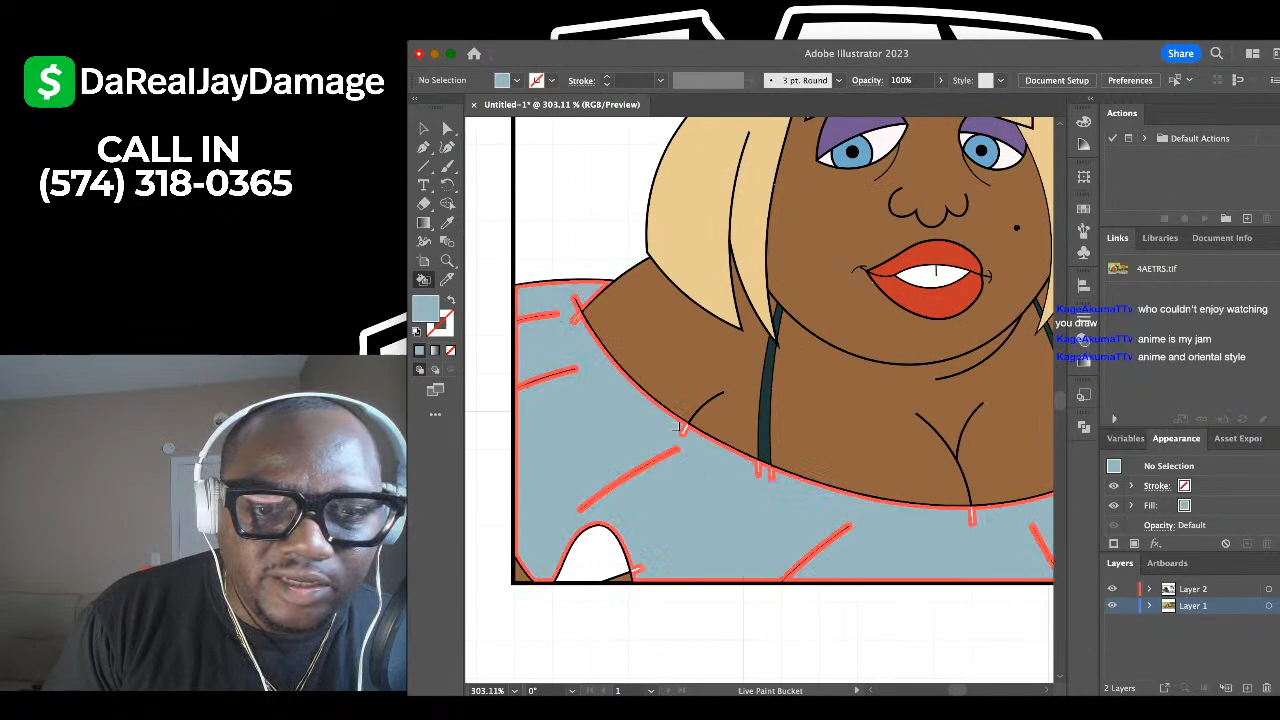 $ DaRealJayDamage
CALL IN
(574) 318-0365
Adobe Illustrator 2023
Share
No Selection
Stroke:
3 pt. Round
Opacity: 100%
Style:
Document Setup
Preferences
× Untitled-1* @ 303.11 % (RGB/Preview)
Actions
Default Actions
Links
Libraries
Document Info
4AETRS.tif
KageAkumaTTv who couldn't enjoy watching
you draw
KageAkumaTTv anime is my jam
KageAkumaTTv anime and oriental style
Variables
Appearance
Asset Expor
No Selection
Stroke:
Fill:
Opacity: Default
Layers
Artboards
Layer 2
Layer 1
2 Layers
303.11%
0°
1
Live Paint Bucket